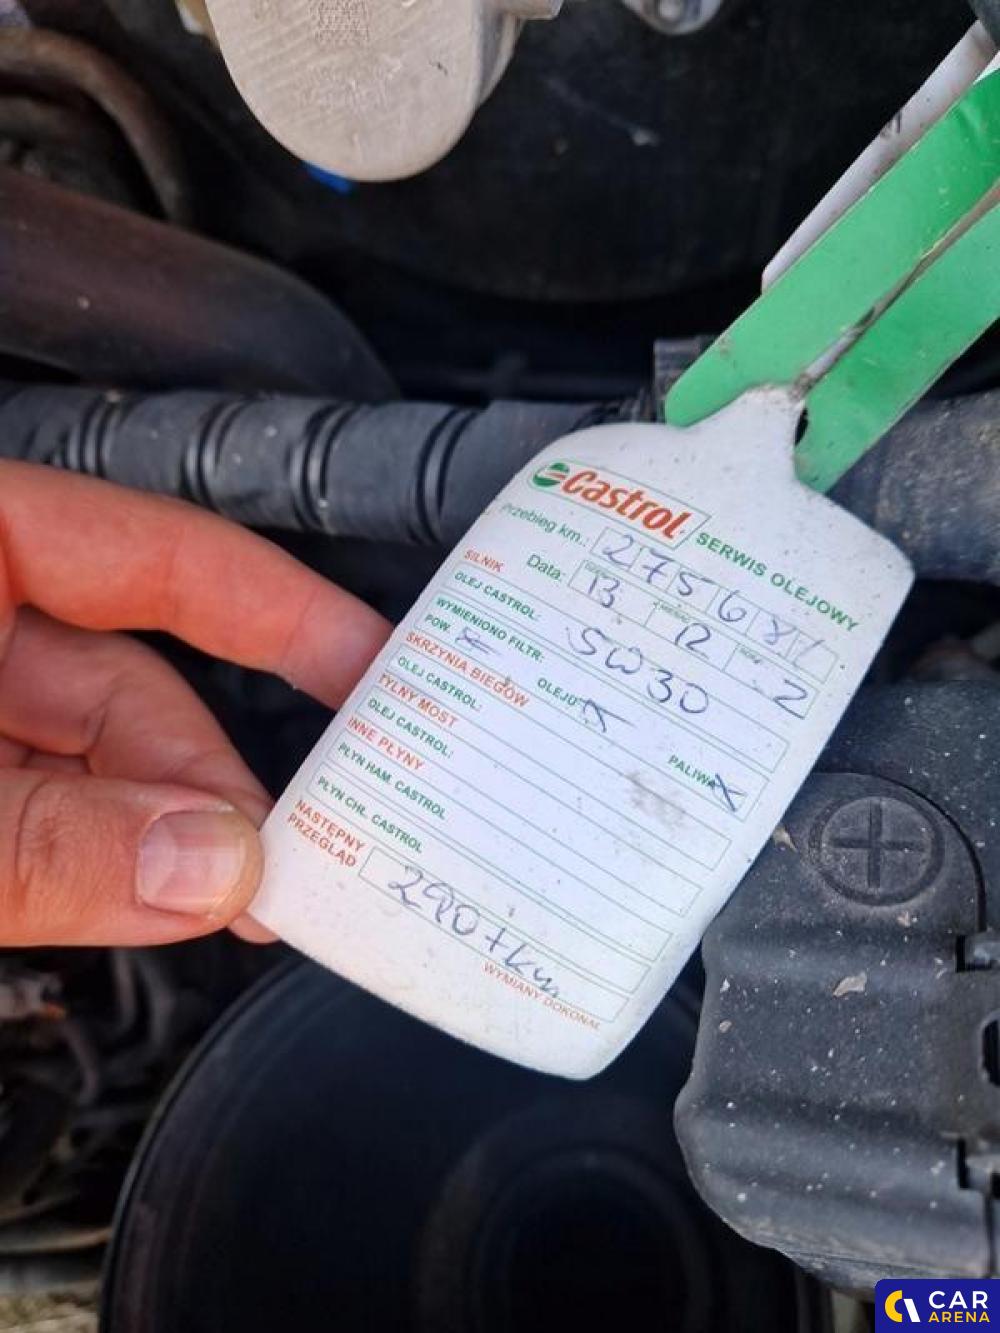 Castrol SERWIS OLEJOWY
Przebieg km.: 27568
Data: 13 12 2
SILNIK
OLEJ CASTROL: 5W30
WYMIENIONO FILTR:
POW. OLEJU PALIWA
SKRZYNIA BIEGÓW
OLEJ CASTROL:
TYLNY MOST
OLEJ CASTROL:
INNE PŁYNY
PŁYN HAM. CASTROL
PŁYN CHŁ. CASTROL
NASTĘPNY
PRZEGLĄD 290+km
WYMIANY DOKONAŁ
CAR
ARENA